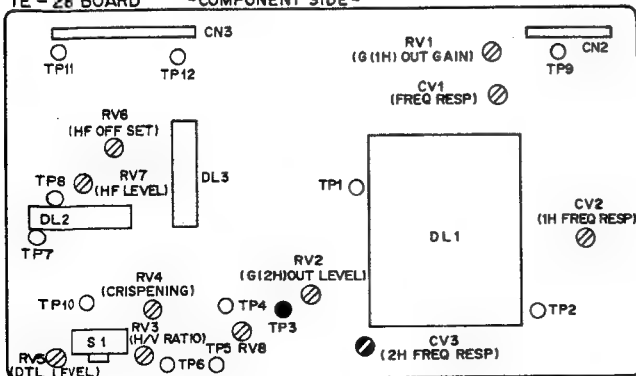 TE-26 BOARD -COMPONENT SIDE-
CN3
TP11
TP12
RV1
(G(1H) OUT GAIN)
TP9
CN2
CV1
(FREQ RESP)
RV6
(HF OFF SET)
RV7
(HF LEVEL)
DL3
TP8
DL2
TP7
TP1
DL1
CV2
(1H FREQ RESP)
RV2
(G(2H)OUT LEVEL)
RV4
(CRISPENING)
TP10
TP4
TP3
TP2
S1
RV3
(H/V RATIO)
TP5
RV8
TP6
RV5
(DTL LEVEL)
CV3
(2H FREQ RESP)